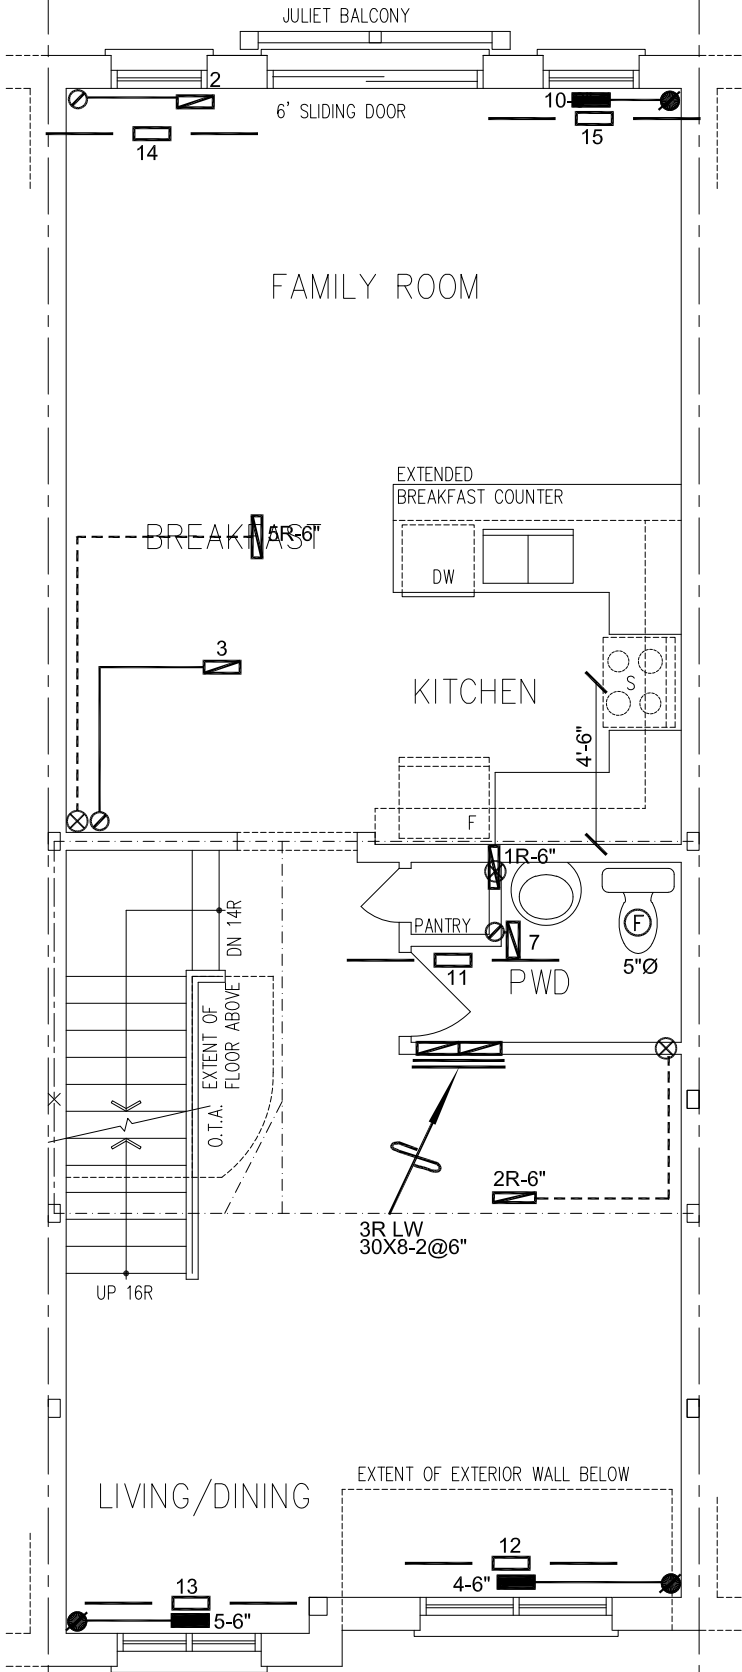 JULIET BALCONY
2
10
6' SLIDING DOOR
14
15
FAMILY ROOM
EXTENDED
BREAKFAST COUNTER
BREAKFAST
5R-6"
DW
3
KITCHEN
S
4'-6"
F
1R-6"
DN 14R
PANTRY
7
F
5"Ø
11
PWD
EXTENT OF
FLOOR ABOVE
O.T.A.
2R-6"
3R LW
30X8-2@6"
UP 16R
EXTENT OF EXTERIOR WALL BELOW
LIVING/DINING
12
4-6"
13
5-6"